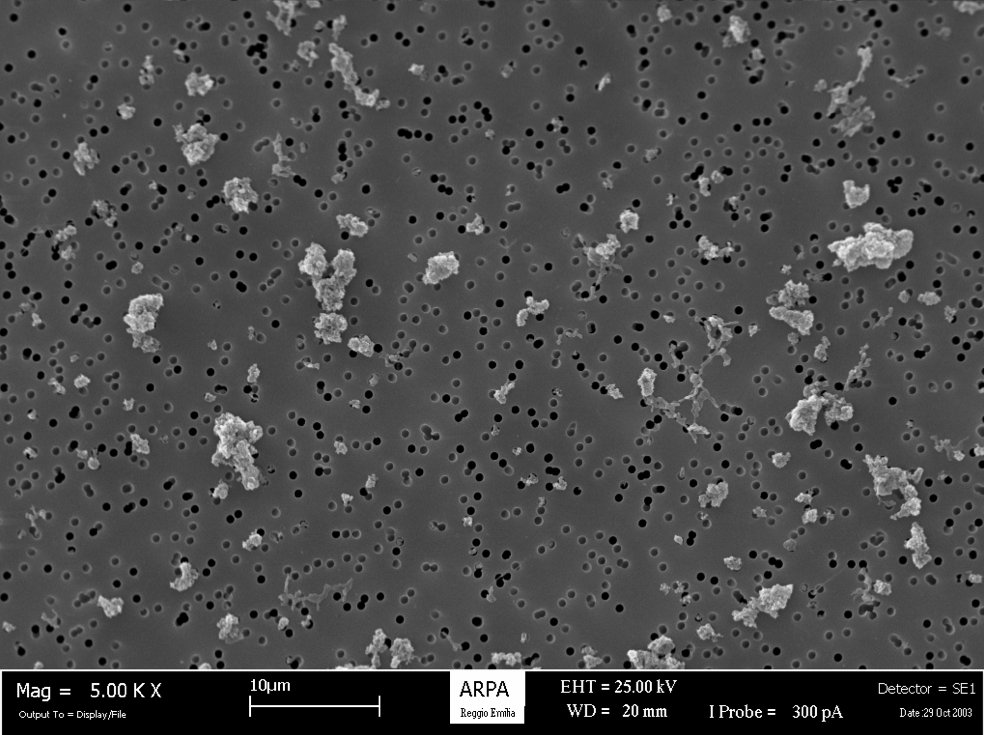 Mag = 5.00 K X
10µm
ARPA
EHT = 25.00 kV
Detector = SE1
Output To = Display/File
Reggio Emilia
WD = 20 mm
I Probe = 300 pA
Date :29 Oct 2003